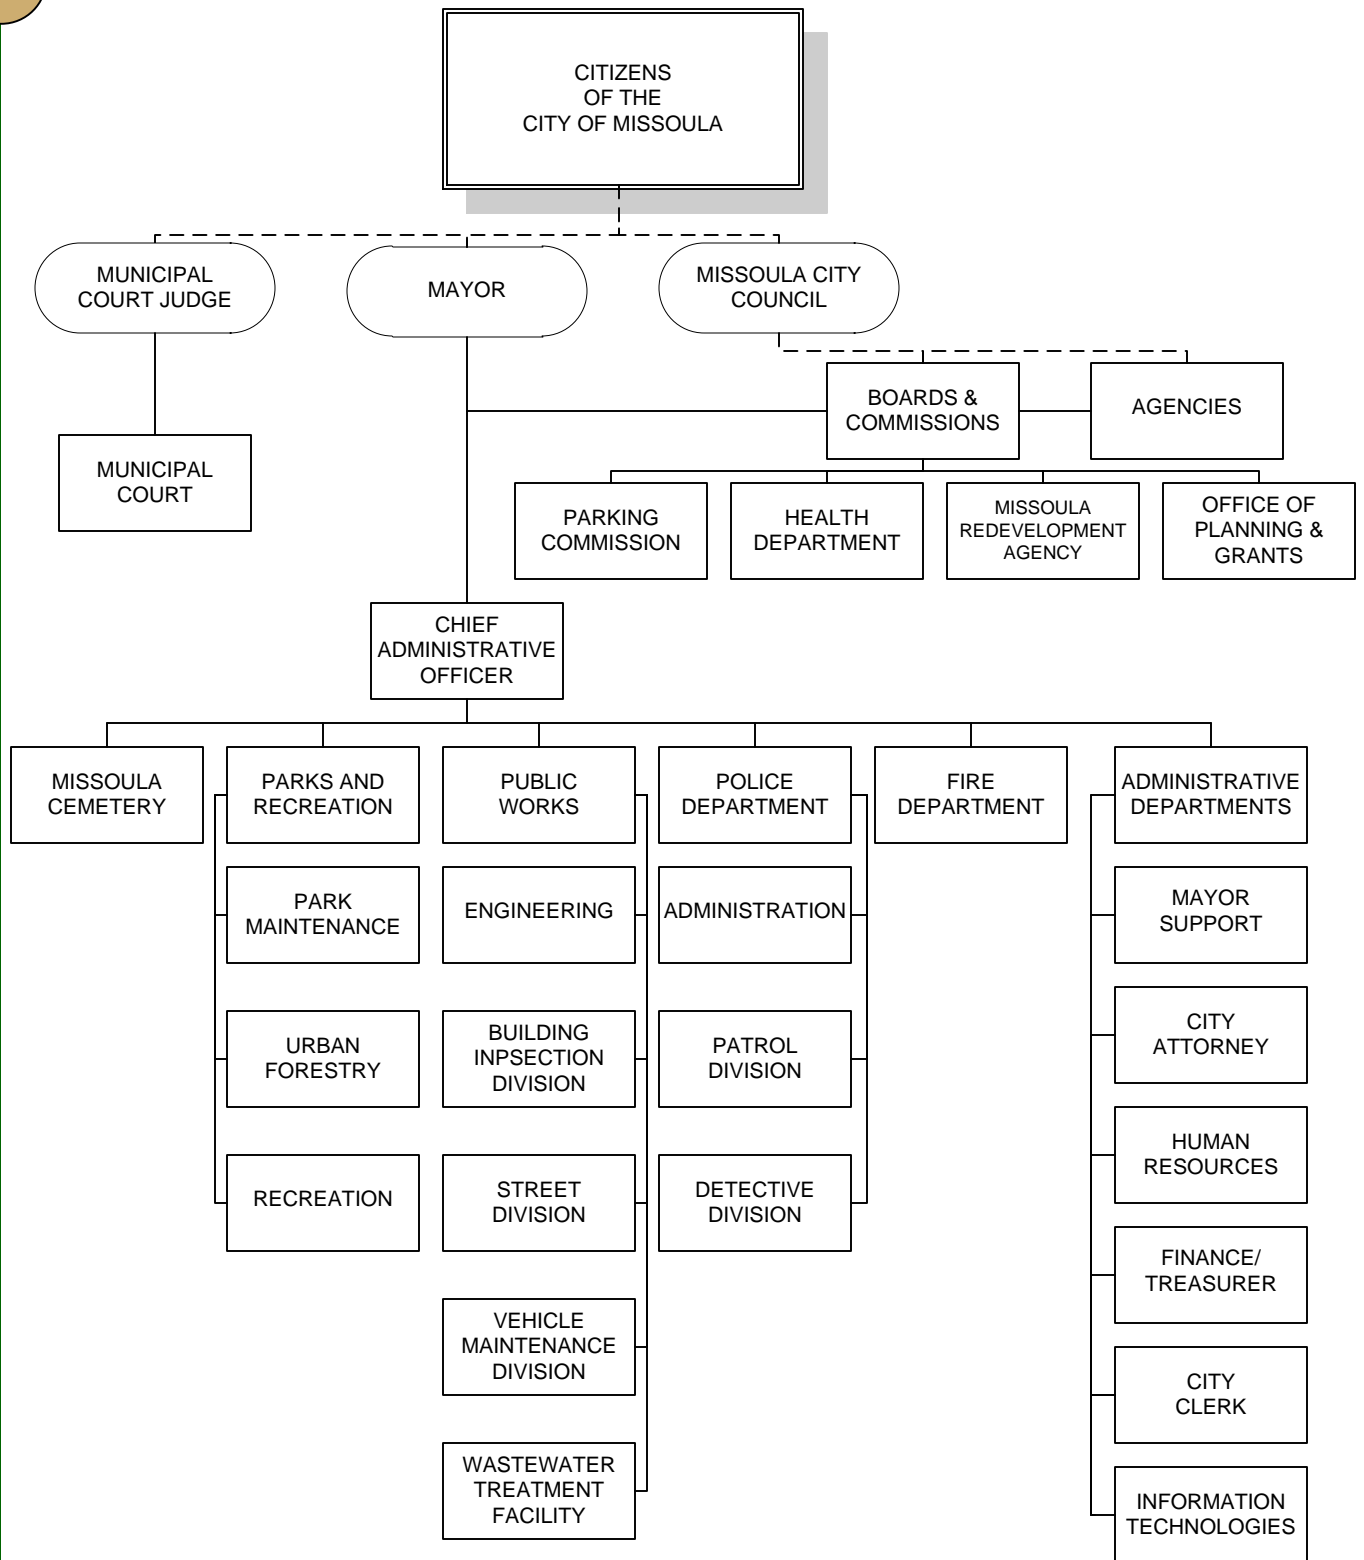 CITIZENS
OF THE
CITY OF MISSOULA
MUNICIPAL
COURT JUDGE
MAYOR
MISSOULA CITY
COUNCIL
BOARDS &
COMMISSIONS
AGENCIES
MUNICIPAL
COURT
PARKING
COMMISSION
HEALTH
DEPARTMENT
MISSOULA
REDEVELOPMENT
AGENCY
OFFICE OF
PLANNING &
GRANTS
CHIEF
ADMINISTRATIVE
OFFICER
MISSOULA
CEMETERY
PARKS AND
RECREATION
PUBLIC
WORKS
POLICE
DEPARTMENT
FIRE
DEPARTMENT
ADMINISTRATIVE
DEPARTMENTS
PARK
MAINTENANCE
ENGINEERING
ADMINISTRATION
MAYOR
SUPPORT
URBAN
FORESTRY
BUILDING
INPSECTION
DIVISION
PATROL
DIVISION
CITY
ATTORNEY
RECREATION
STREET
DIVISION
DETECTIVE
DIVISION
HUMAN
RESOURCES
VEHICLE
MAINTENANCE
DIVISION
FINANCE/
TREASURER
WASTEWATER
TREATMENT
FACILITY
CITY
CLERK
INFORMATION
TECHNOLOGIES